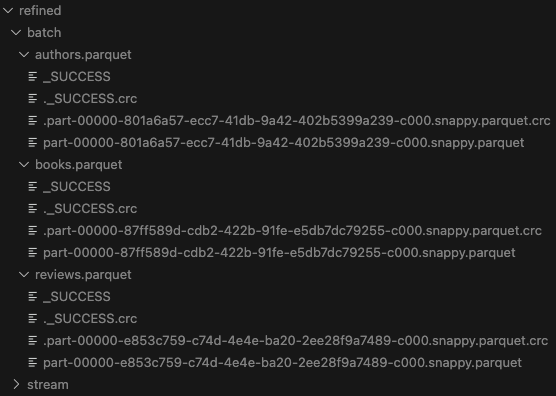 refined
batch
authors.parquet
_SUCCESS
._SUCCESS.crc
.part-00000-801a6a57-ecc7-41db-9a42-402b5399a239-c000.snappy.parquet.crc
part-00000-801a6a57-ecc7-41db-9a42-402b5399a239-c000.snappy.parquet
books.parquet
_SUCCESS
._SUCCESS.crc
.part-00000-87ff589d-cdb2-422b-91fe-e5db7dc79255-c000.snappy.parquet.crc
part-00000-87ff589d-cdb2-422b-91fe-e5db7dc79255-c000.snappy.parquet
reviews.parquet
_SUCCESS
._SUCCESS.crc
.part-00000-e853c759-c74d-4e4e-ba20-2ee28f9a7489-c000.snappy.parquet.crc
part-00000-e853c759-c74d-4e4e-ba20-2ee28f9a7489-c000.snappy.parquet
stream